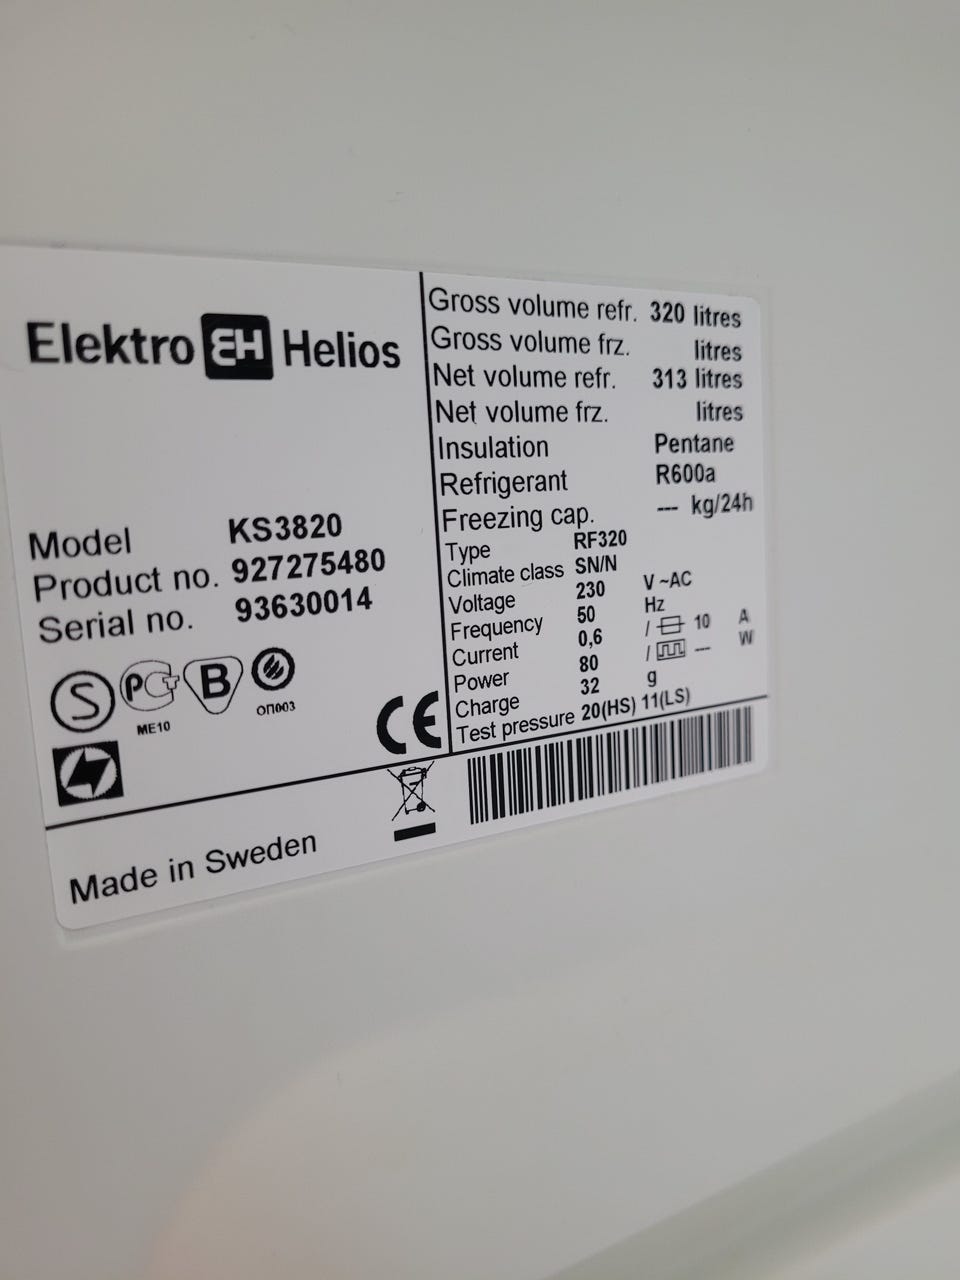 Elektro EH Helios
Model KS3820
Product no. 927275480
Serial no. 93630014
S
PCT
ME10
B
ОП003
CE
Gross volume refr. 320 litres
Gross volume frz. litres
Net volume refr. 313 litres
Net volume frz. litres
Insulation Pentane
Refrigerant R600a
Freezing cap. --- kg/24h
Type RF320
Climate class SN/N
Voltage 230 V ~AC
Frequency 50 Hz
Current 0,6 / 10 A
Power 80 / --- W
Charge 32 g
Test pressure 20(HS) 11(LS)
Made in Sweden